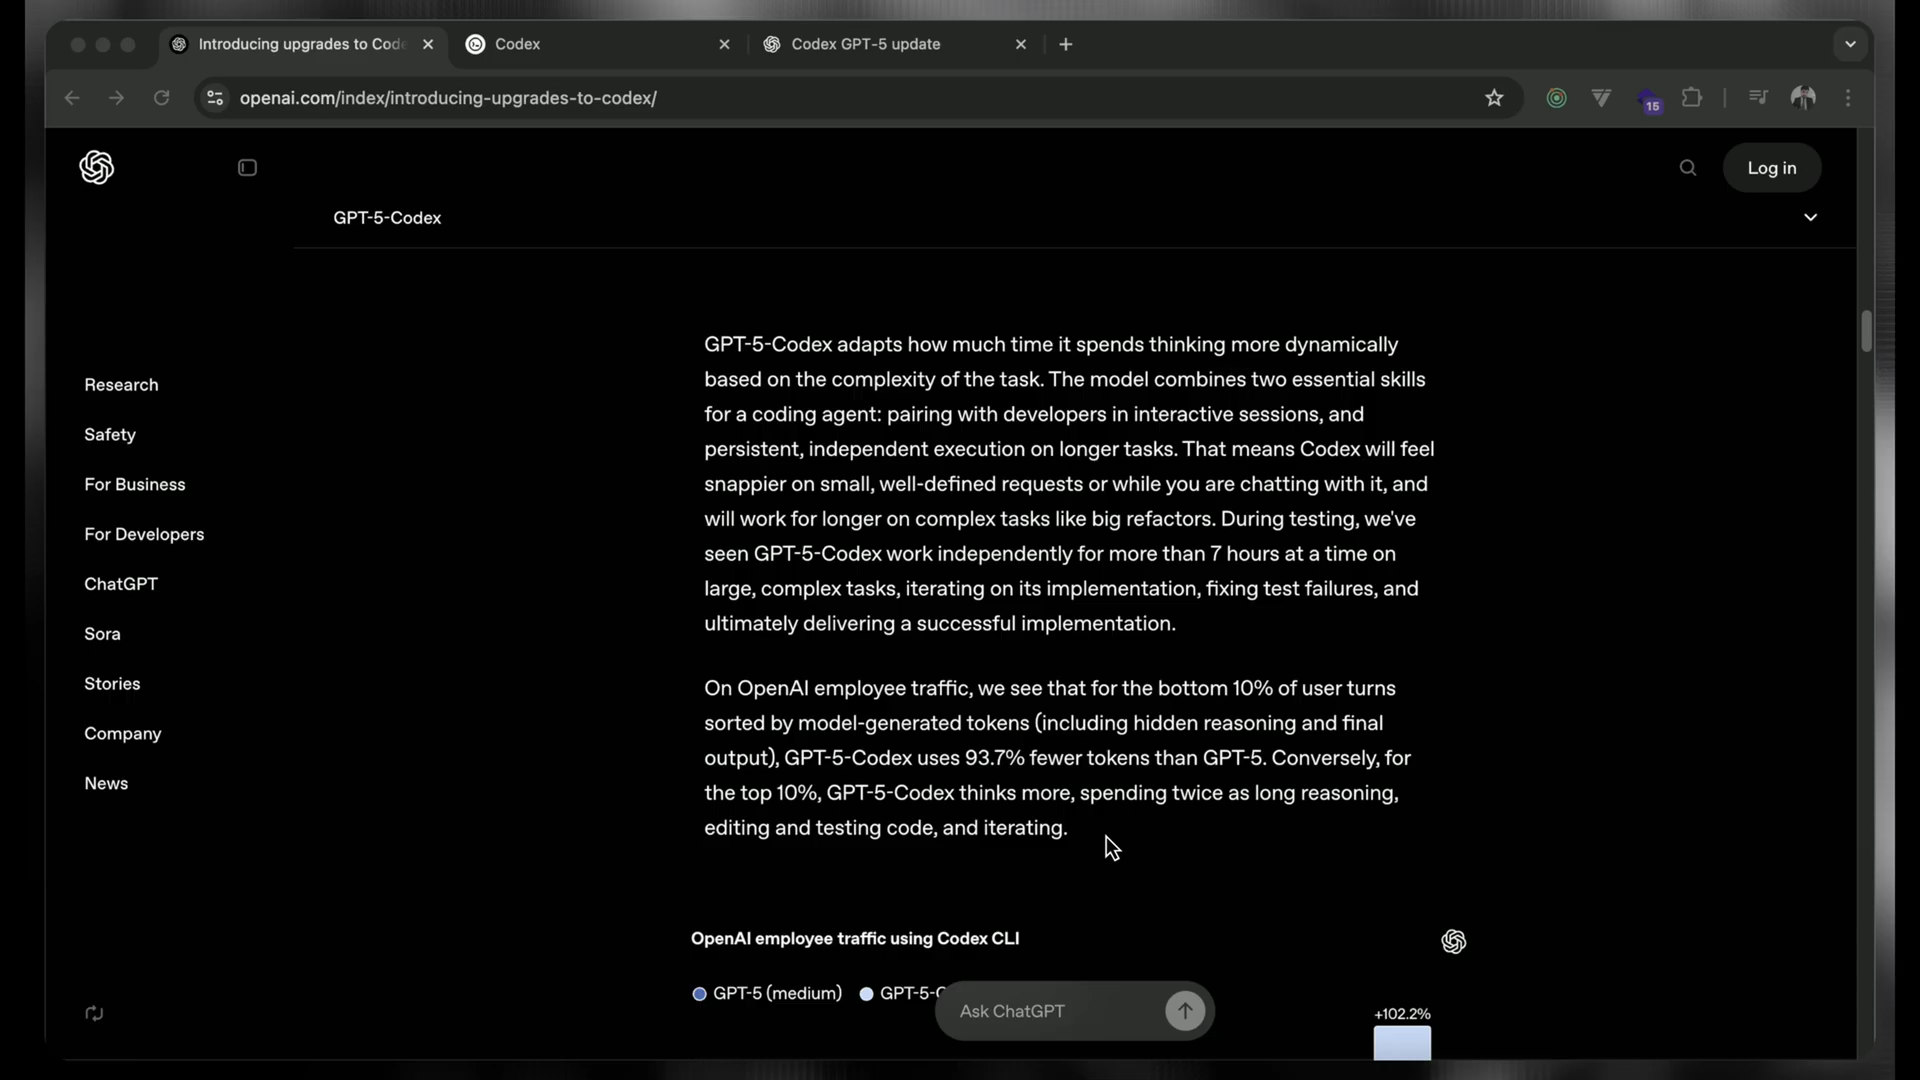 Introducing upgrades to Code
Codex
Codex GPT-5 update
openai.com/index/introducing-upgrades-to-codex/
15
Log in
GPT-5-Codex
Research
Safety
For Business
For Developers
ChatGPT
Sora
Stories
Company
News
GPT-5-Codex adapts how much time it spends thinking more dynamically
based on the complexity of the task. The model combines two essential skills
for a coding agent: pairing with developers in interactive sessions, and
persistent, independent execution on longer tasks. That means Codex will feel
snappier on small, well-defined requests or while you are chatting with it, and
will work for longer on complex tasks like big refactors. During testing, we've
seen GPT-5-Codex work independently for more than 7 hours at a time on
large, complex tasks, iterating on its implementation, fixing test failures, and
ultimately delivering a successful implementation.
On OpenAI employee traffic, we see that for the bottom 10% of user turns
sorted by model-generated tokens (including hidden reasoning and final
output), GPT-5-Codex uses 93.7% fewer tokens than GPT-5. Conversely, for
the top 10%, GPT-5-Codex thinks more, spending twice as long reasoning,
editing and testing code, and iterating.
OpenAI employee traffic using Codex CLI
GPT-5 (medium) GPT-5-C
Ask ChatGPT
+102.2%